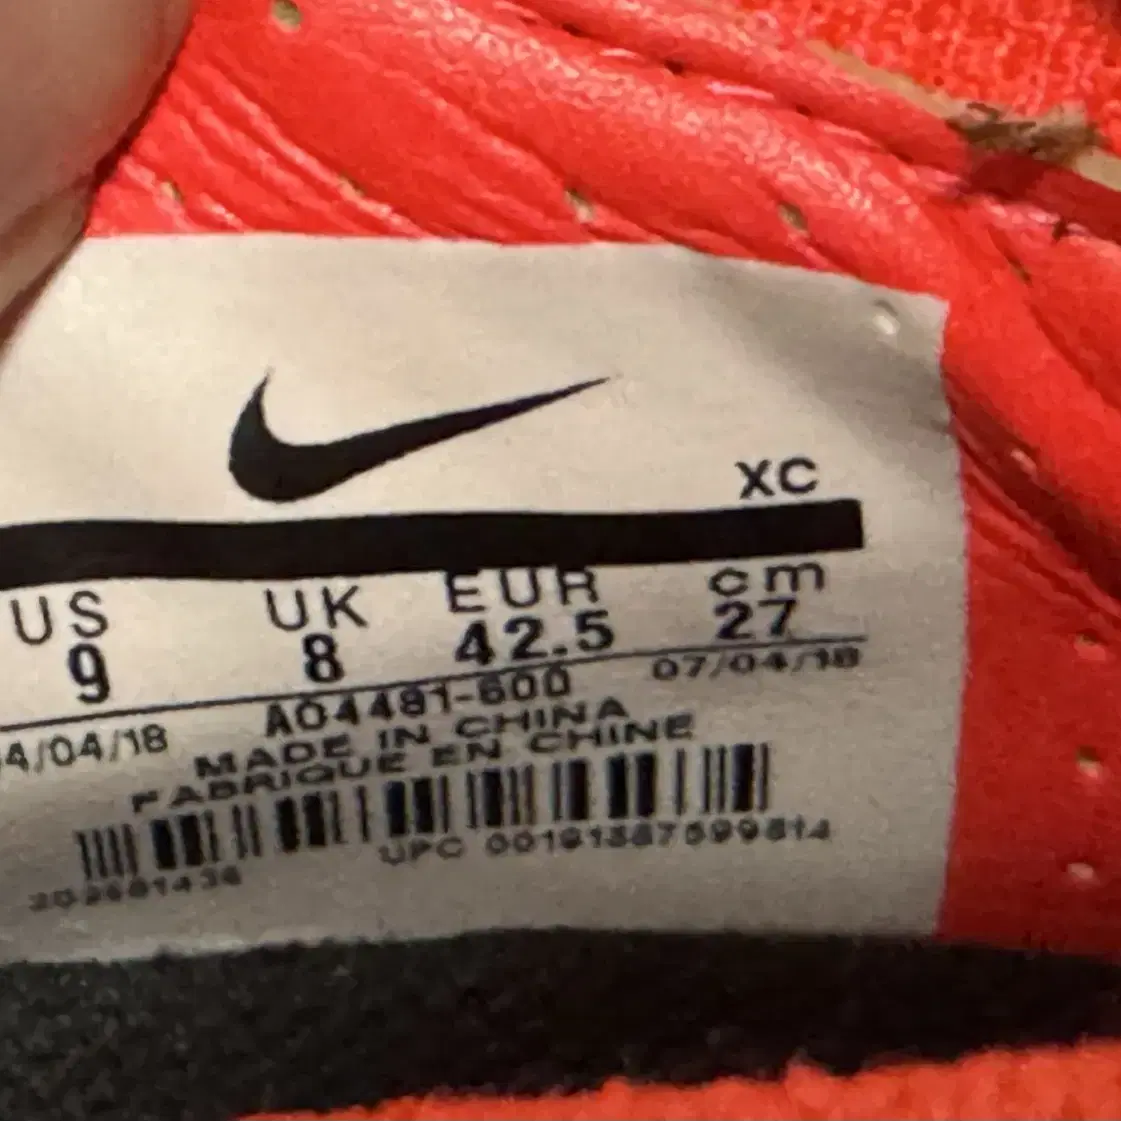 XC
US UK EUR cm
9 8 42.5 27
4/04/18 07/04/18
AO4481-600
MADE IN CHINA
FABRIQUE EN CHINE
UPC